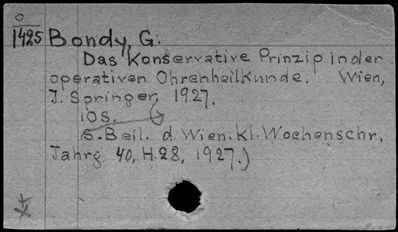 O
1425 Bondy, G.
Das Konservative Prinzip in der
operativen Ohrenheilkunde. Wien,
J. Springer, 1927.
10S.
S. Beil. d. Wien. Kl. Wochenschr,
Jahrg. 40, H.28, 1927.)